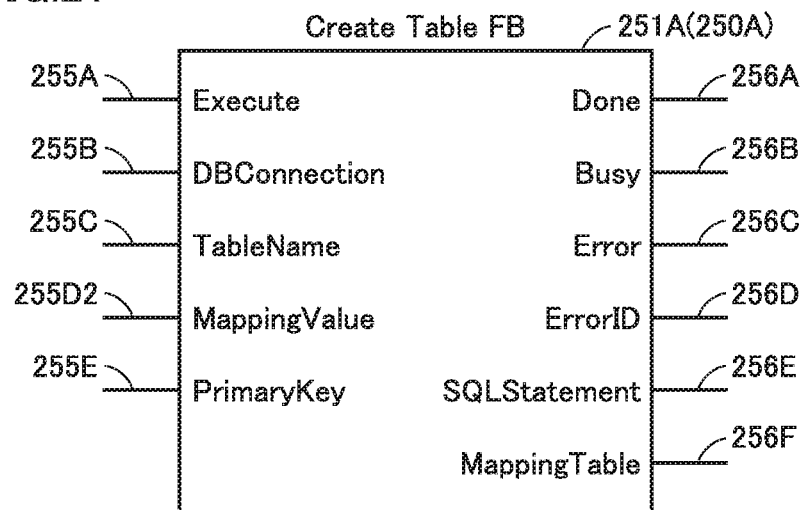 Create Table FB
251A(250A)
255A
Execute
Done
256A
255B
DBConnection
Busy
256B
255C
TableName
Error
256C
255D2
MappingValue
ErrorID
256D
255E
PrimaryKey
SQLStatement
256E
MappingTable
256F